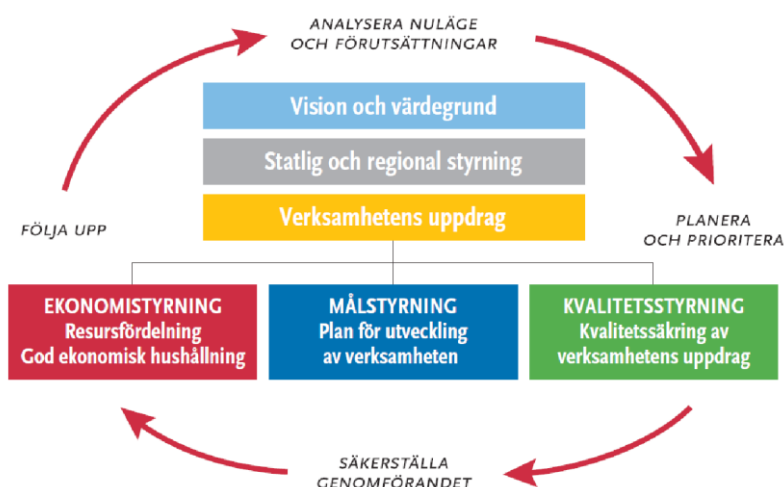 ANALYSERA NULÄGE
OCH FÖRUTSÄTTNINGAR
Vision och värdegrund
Statlig och regional styrning
Verksamhetens uppdrag
FÖLJA UPP
PLANERA
OCH PRIORITERA
EKONOMISTYRNING
Resursfördelning
God ekonomisk hushållning
MÅLSTYRNING
Plan för utveckling
av verksamheten
KVALITETSSTYRNING
Kvalitetssäkring av
verksamhetens uppdrag
SÄKERSTÄLLA
GENOMFÖRANDET